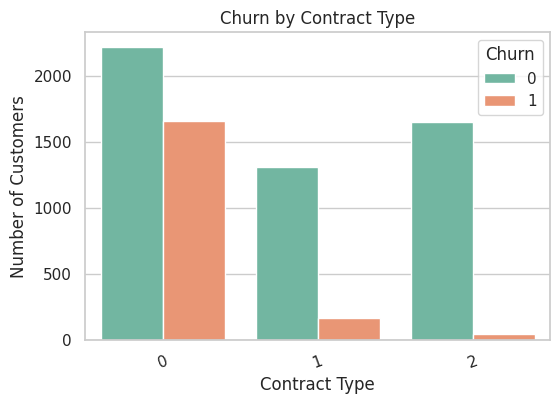 Churn by Contract Type
Churn
0
1
2000
1500
1000
500
0
Number of Customers
0
1
2
Contract Type